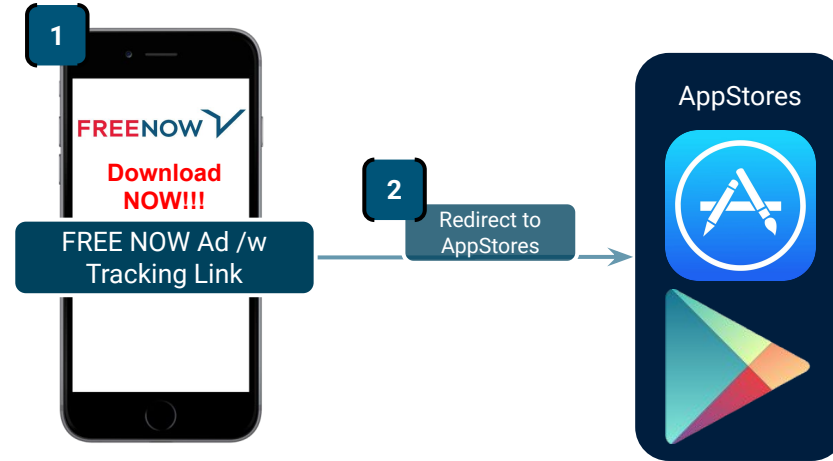 1
FREENOW
Download
NOW!!!
FREE NOW Ad /w
Tracking Link
2
Redirect to
AppStores
AppStores